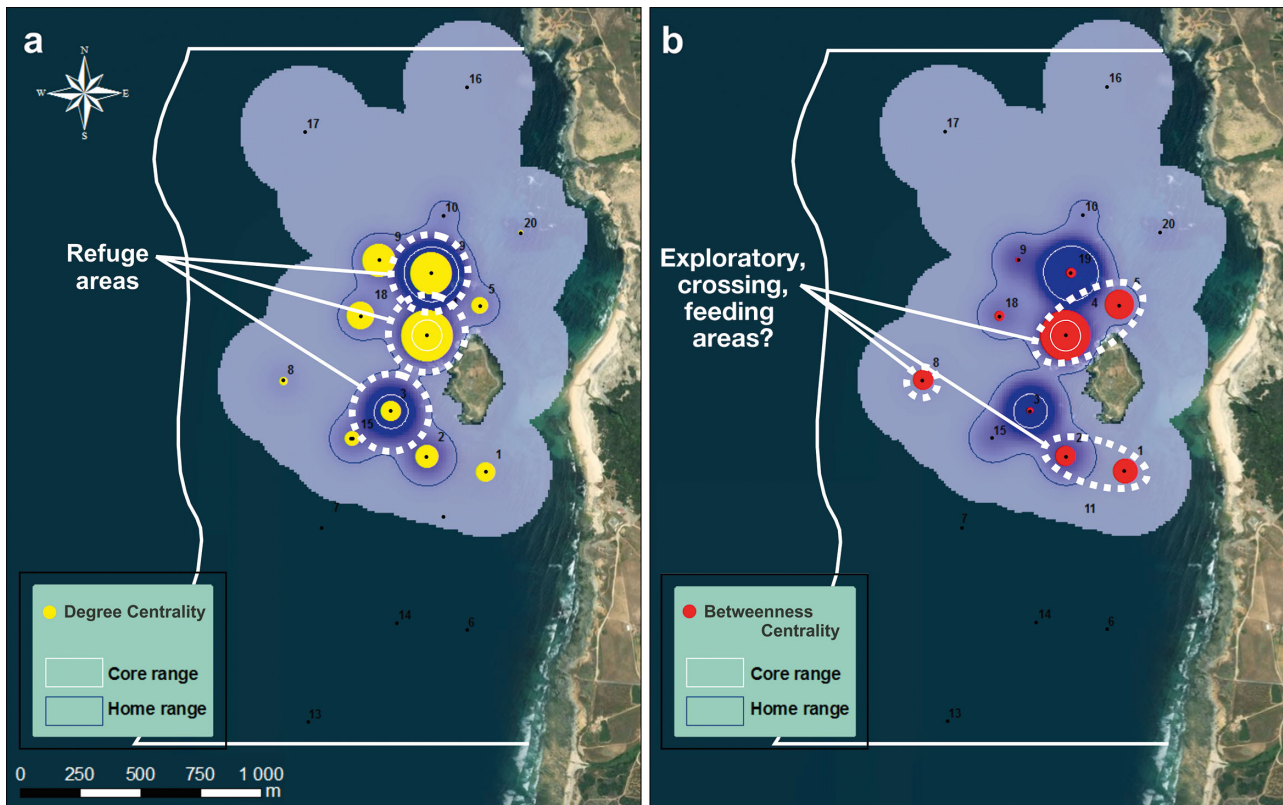 a
N
W
E
S
16
17
10
20
9
9
Refuge
areas
5
18
8
3
15
2
1
7
14
6
13
Degree Centrality
Core range
Home range
0 250 500 750 1 000
m
b
16
17
10
20
9
19
Exploratory,
crossing,
feeding
areas?
5
4
18
8
3
15
2
1
11
7
14
6
13
Betweenness
Centrality
Core range
Home range